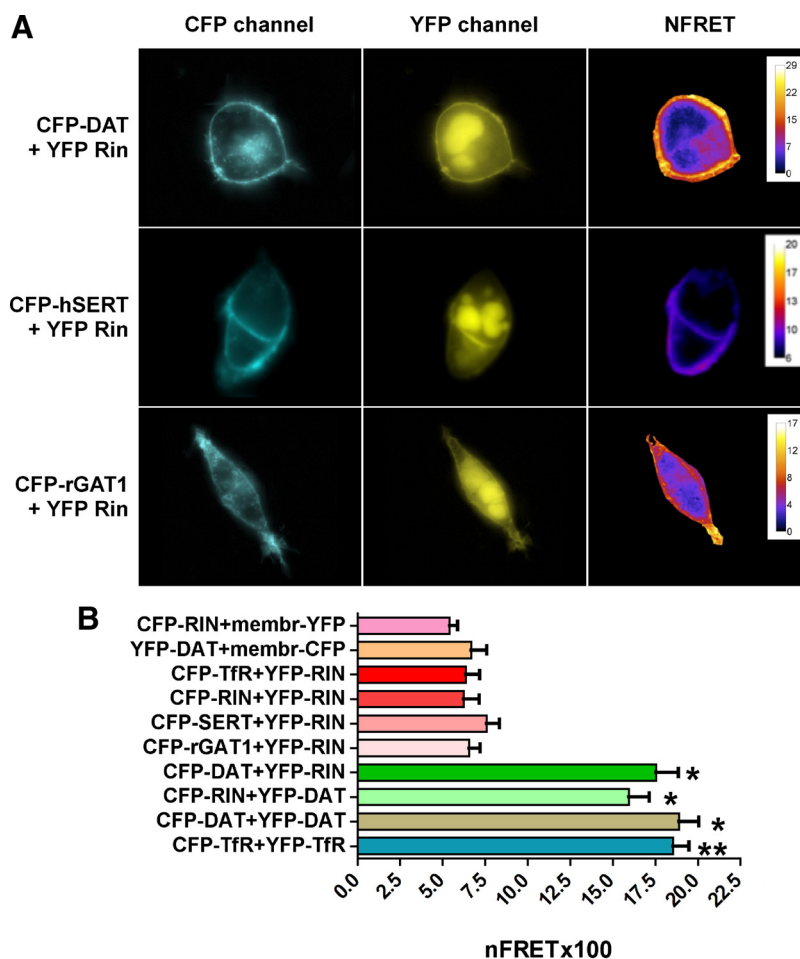 A
CFP channel
YFP channel
NFRET
CFP-DAT
+ YFP Rin
29
22
15
7
0
CFP-hSERT
+ YFP Rin
20
17
13
10
6
CFP-rGAT1
+ YFP Rin
17
12
8
4
0
B
CFP-RIN+membr-YFP
YFP-DAT+membr-CFP
CFP-TfR+YFP-RIN
CFP-RIN+YFP-RIN
CFP-SERT+YFP-RIN
CFP-rGAT1+YFP-RIN
CFP-DAT+YFP-RIN *
CFP-RIN+YFP-DAT *
CFP-DAT+YFP-DAT *
CFP-TfR+YFP-TfR **
0.0 2.5 5.0 7.5 10.0 12.5 15.0 17.5 20.0 22.5
nFRETx100